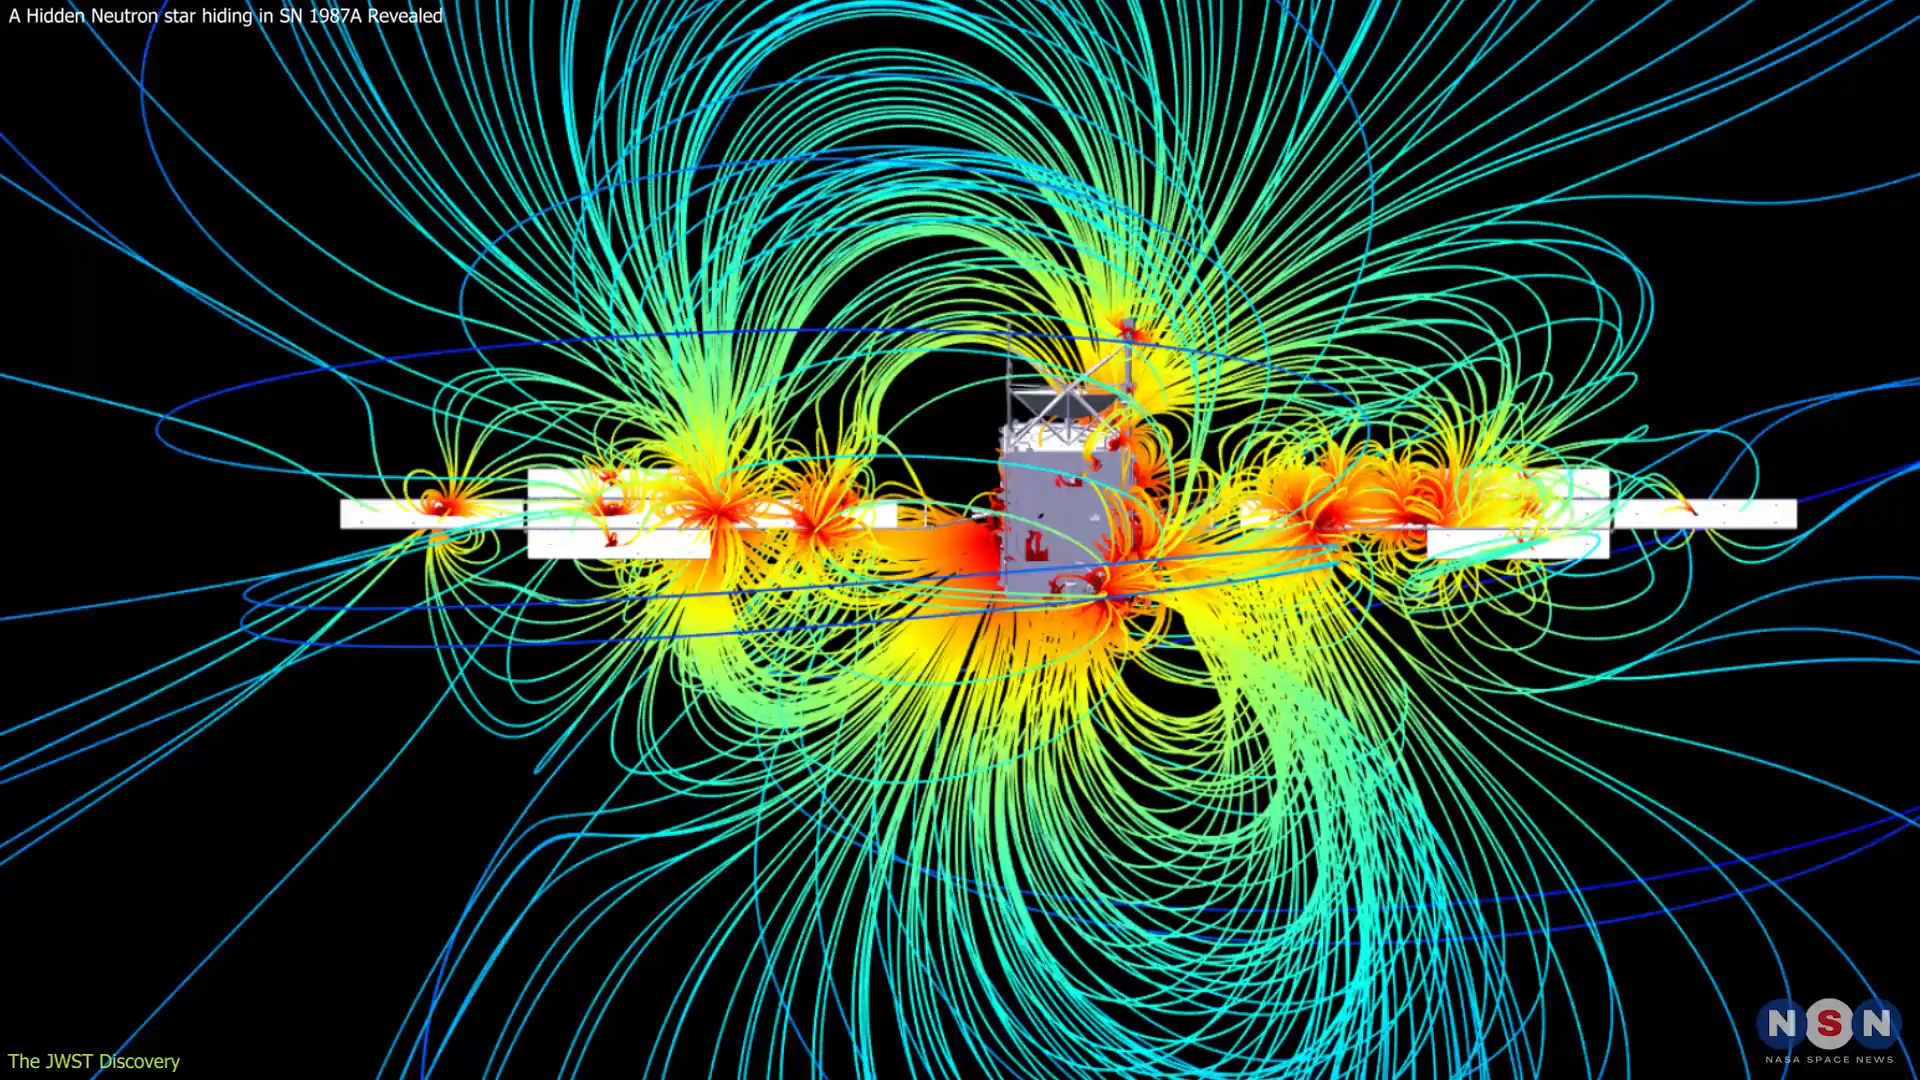 A Hidden Neutron star hiding in SN 1987A Revealed
NSN
NASA SPACE NEWS
The JWST Discovery